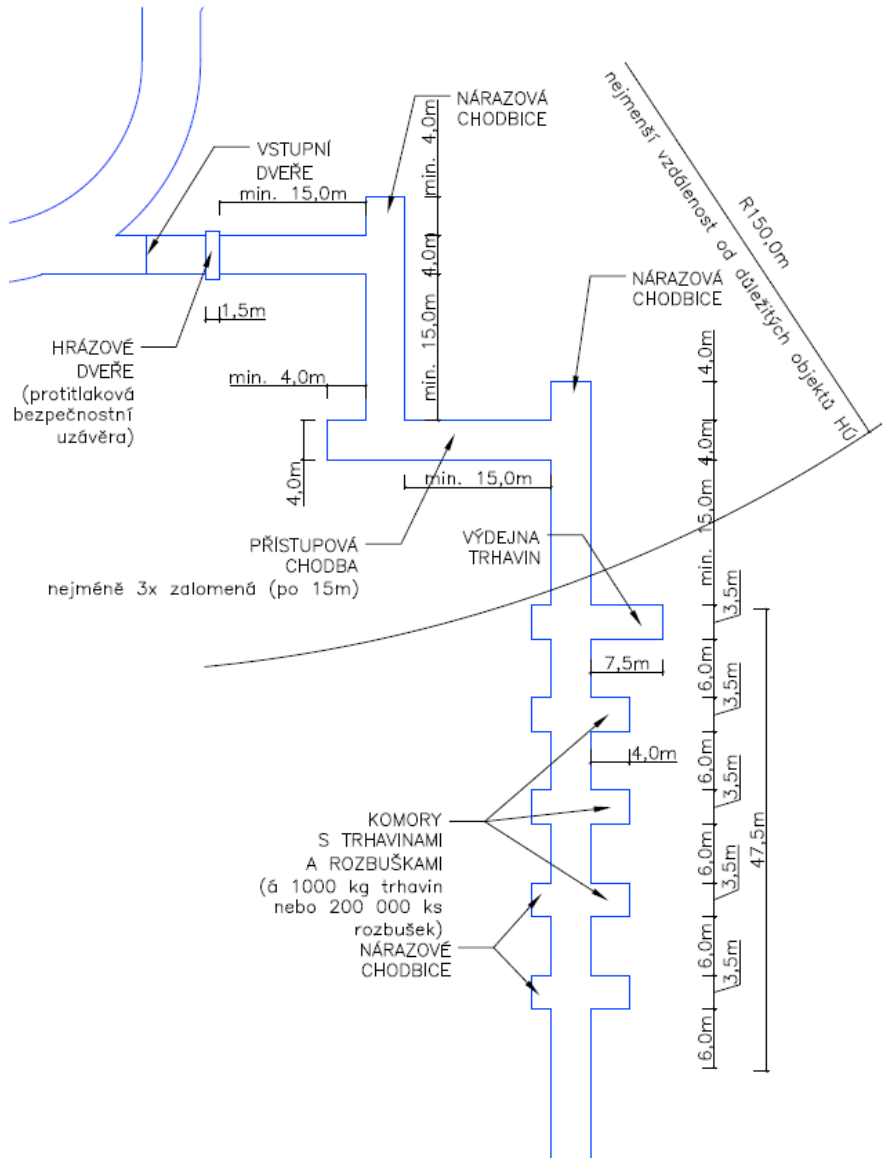 NÁRAZOVÁ
CHODBICE
min. 4,0m
VSTUPNÍ
DVEŘE
min. 15,0m
4,0m
min. 15,0m
1,5m
HRÁZOVÉ
DVEŘE
(protitlaková
bezpečnostní
uzávěra)
min. 4,0m
4,0m
R150,0m
nejmenší vzdálenost od důležitých objektů HÚ
NÁRAZOVÁ
CHODBICE
4,0m
4,0m
min. 15,0m
min. 15,0m
PŘÍSTUPOVÁ
CHODBA
nejméně 3x zalomená (po 15m)
VÝDEJNA
TRHAVIN
3,5m
7,5m
6,0m
3,5m
4,0m
6,0m
3,5m
KOMORY
S TRHAVINAMI
A ROZBUŠKAMI
(á 1000 kg trhavin
nebo 200 000 ks
rozbušek)
NÁRAZOVÉ
CHODBICE
6,0m
3,5m
6,0m
3,5m
6,0m
47,5m